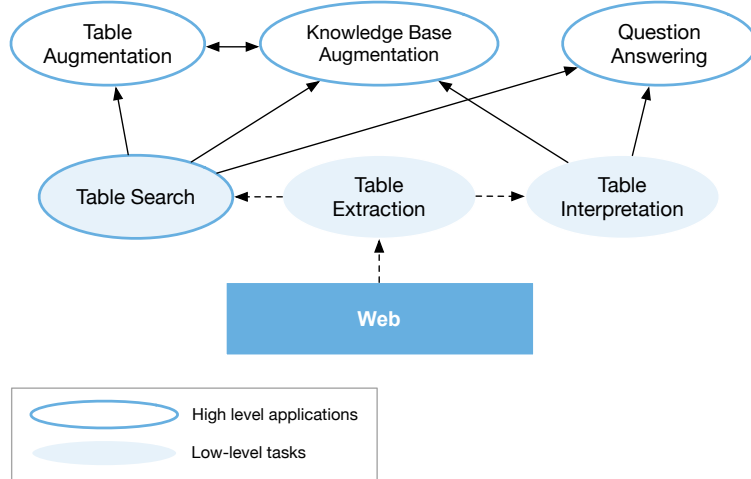 Table
Augmentation
Knowledge Base
Augmentation
Question
Answering
Table Search
Table
Extraction
Table
Interpretation
Web
High level applications
Low-level tasks